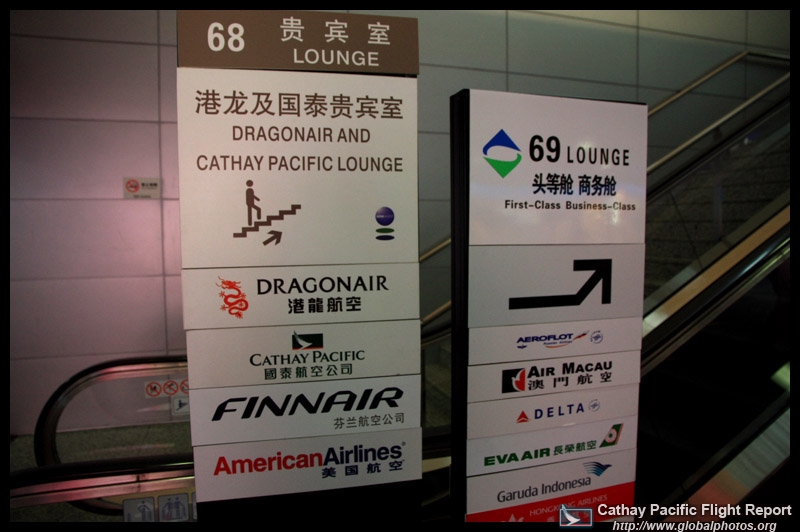 68 贵宾室
LOUNGE
港龙及国泰贵宾室
DRAGONAIR AND
CATHAY PACIFIC LOUNGE
DRAGONAIR
港龍航空
CATHAY PACIFIC
國泰航空公司
FINNAIR
芬兰航空公司
AmericanAirlines®
美国航空
69 LOUNGE
头等舱 商务舱
First-Class Business-Class
AEROFLOT
AIR MACAU
澳門航空
DELTA
EVA AIR 長榮航空
Garuda Indonesia
HONGKONG AIRLINES
Cathay Pacific Flight Report
http://www.globalphotos.org